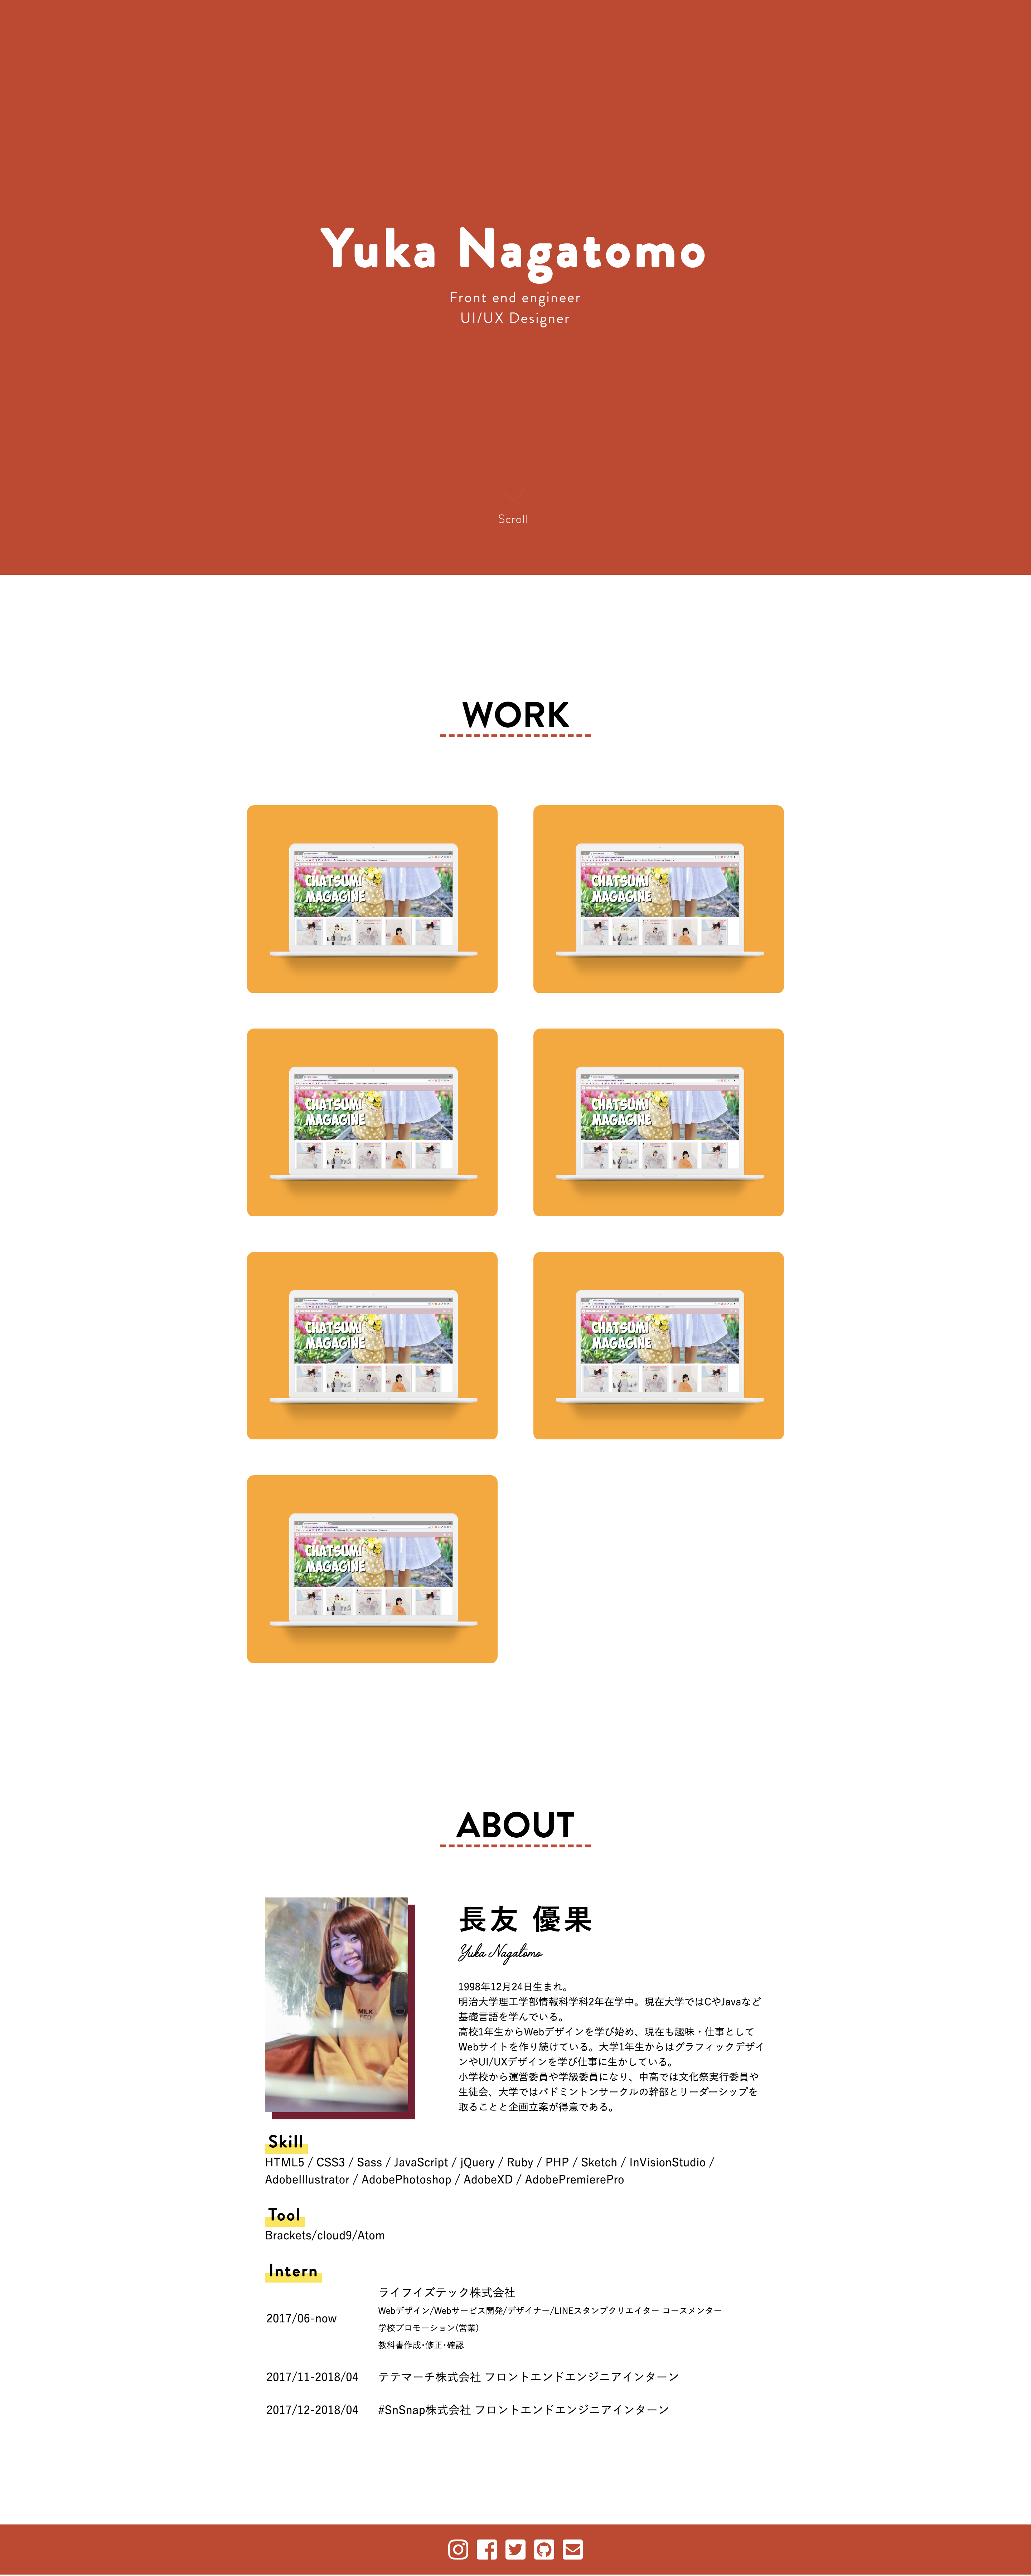 Yuka Nagatomo
Front end engineer
UI/UX Designer
Scroll
WORK
CHATSUMI
MAGAGINE
CHATSUMI
MAGAGINE
CHATSUMI
MAGAGINE
CHATSUMI
MAGAGINE
CHATSUMI
MAGAGINE
CHATSUMI
MAGAGINE
CHATSUMI
MAGAGINE
ABOUT
長友 優果
Yuka Nagatomo
MILK
1998年12月24日生まれ。
明治大学理工学部情報科学科2年在学中。現在大学ではCやJavaなど
基礎言語を学んでいる。
高校1年生からWebデザインを学び始め、現在も趣味・仕事として
Webサイトを作り続けている。大学1年生からはグラフィックデザイ
ンやUI/UXデザインを学び仕事に生かしている。
小学校から運営委員や学級委員になり、中高では文化祭実行委員や
生徒会、大学ではバドミントンサークルの幹部とリーダーシップを
取ることと企画立案が得意である。
Skill
HTML5 / CSS3 / Sass / JavaScript / jQuery / Ruby / PHP / Sketch / InVisionStudio /
AdobeIllustrator / AdobePhotoshop / AdobeXD / AdobePremierePro
Tool
Brackets/cloud9/Atom
Intern
2017/06-now
ライフイズテック株式会社
Webデザイン/Webサービス開発/デザイナー/LINEスタンプクリエイター コースメンター
学校プロモーション(営業)
教科書作成・修正・確認
2017/11-2018/04 テテマーチ株式会社 フロントエンドエンジニアインターン
2017/12-2018/04 #SnSnap株式会社 フロントエンドエンジニアインターン